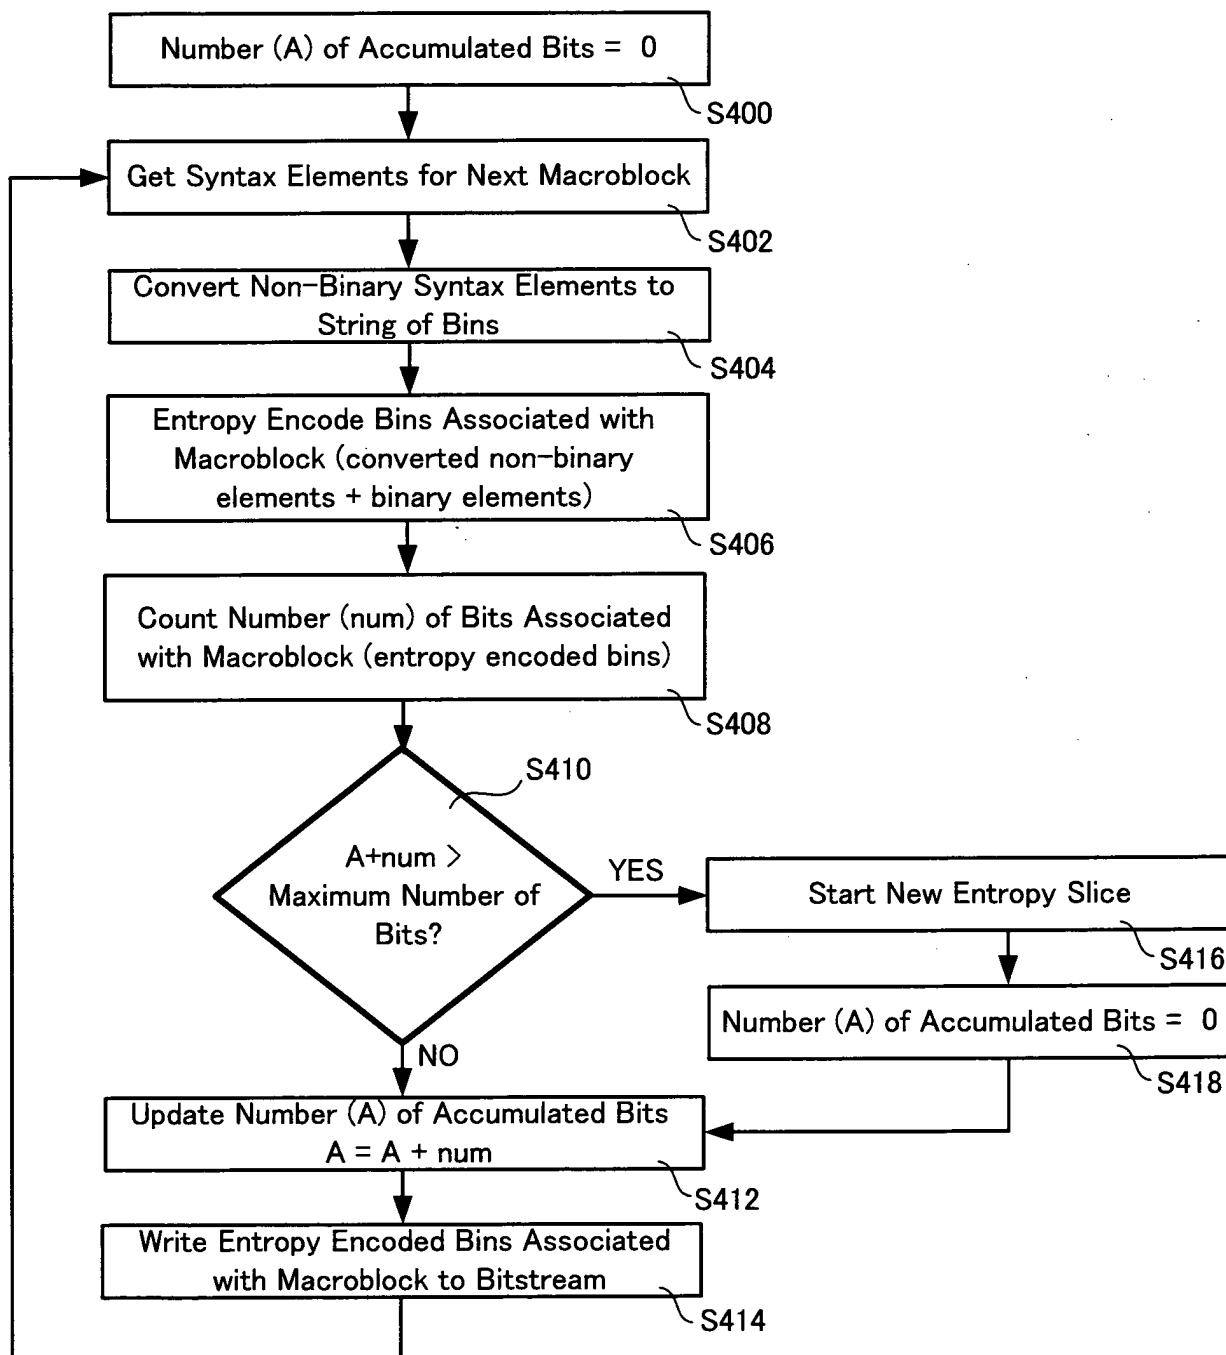 Number (A) of Accumulated Bits = 0
S400
Get Syntax Elements for Next Macroblock
S402
Convert Non-Binary Syntax Elements to
String of Bins
S404
Entropy Encode Bins Associated with
Macroblock (converted non-binary
elements + binary elements)
S406
Count Number (num) of Bits Associated
with Macroblock (entropy encoded bins)
S408
S410
A+num >
Maximum Number of
Bits?
YES
Start New Entropy Slice
S416
Number (A) of Accumulated Bits = 0
S418
NO
Update Number (A) of Accumulated Bits
A = A + num
S412
Write Entropy Encoded Bins Associated
with Macroblock to Bitstream
S414